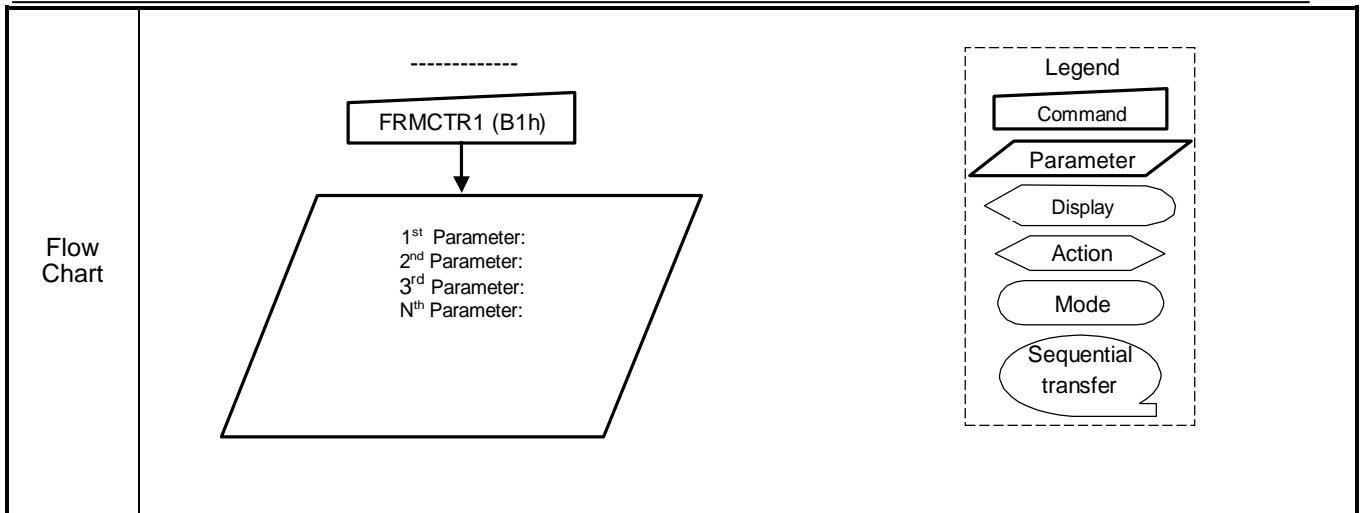 Flow
Chart
-------------
FRMCTR1 (B1h)
1st Parameter:
2nd Parameter:
3rd Parameter:
Nth Parameter:
Legend
Command
Parameter
Display
Action
Mode
Sequential
transfer